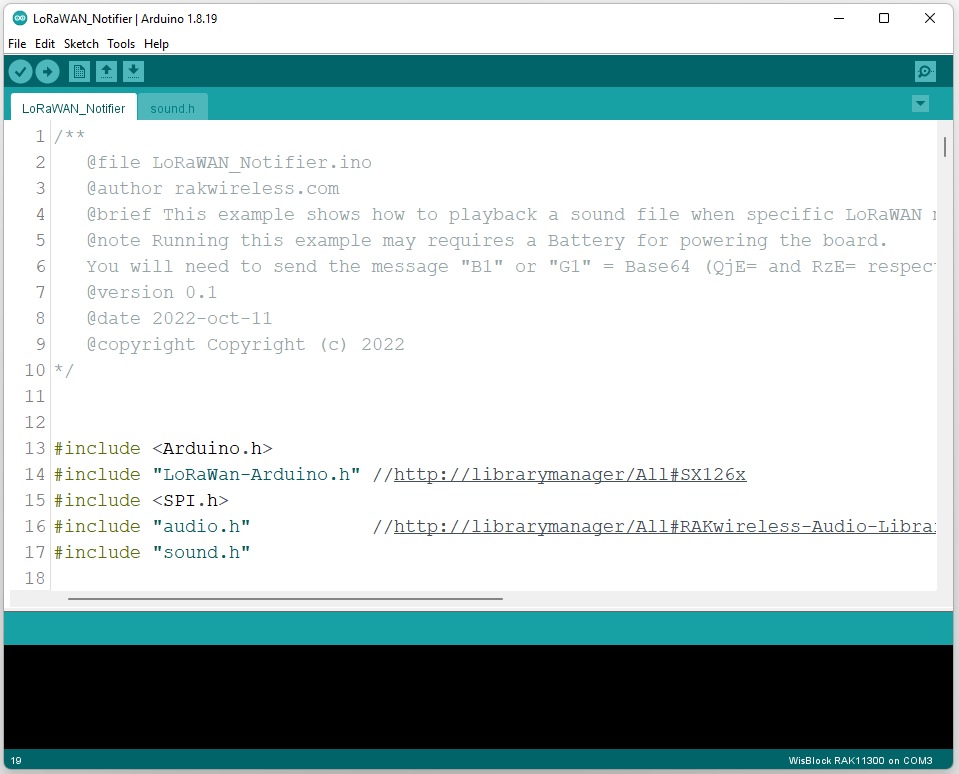 LoRaWAN_Notifier | Arduino 1.8.19
File Edit Sketch Tools Help
LoRaWAN_Notifier sound.h
1 /**
2 @file LoRaWAN_Notifier.ino
3 @author rakwireless.com
4 @brief This example shows how to playback a sound file when specific LoRaWAN
5 @note Running this example may requires a Battery for powering the board.
6 You will need to send the message "B1" or "G1" = Base64 (QjE= and RzE= respec
7 @version 0.1
8 @date 2022-oct-11
9 @copyright Copyright (c) 2022
10 */
11
12
13 #include <Arduino.h>
14 #include "LoRaWan-Arduino.h" //http://librarymanager/All#SX126x
15 #include <SPI.h>
16 #include "audio.h" //http://librarymanager/All#RAKwireless-Audio-Librar
17 #include "sound.h"
18
19 WisBlock RAK11300 on COM3